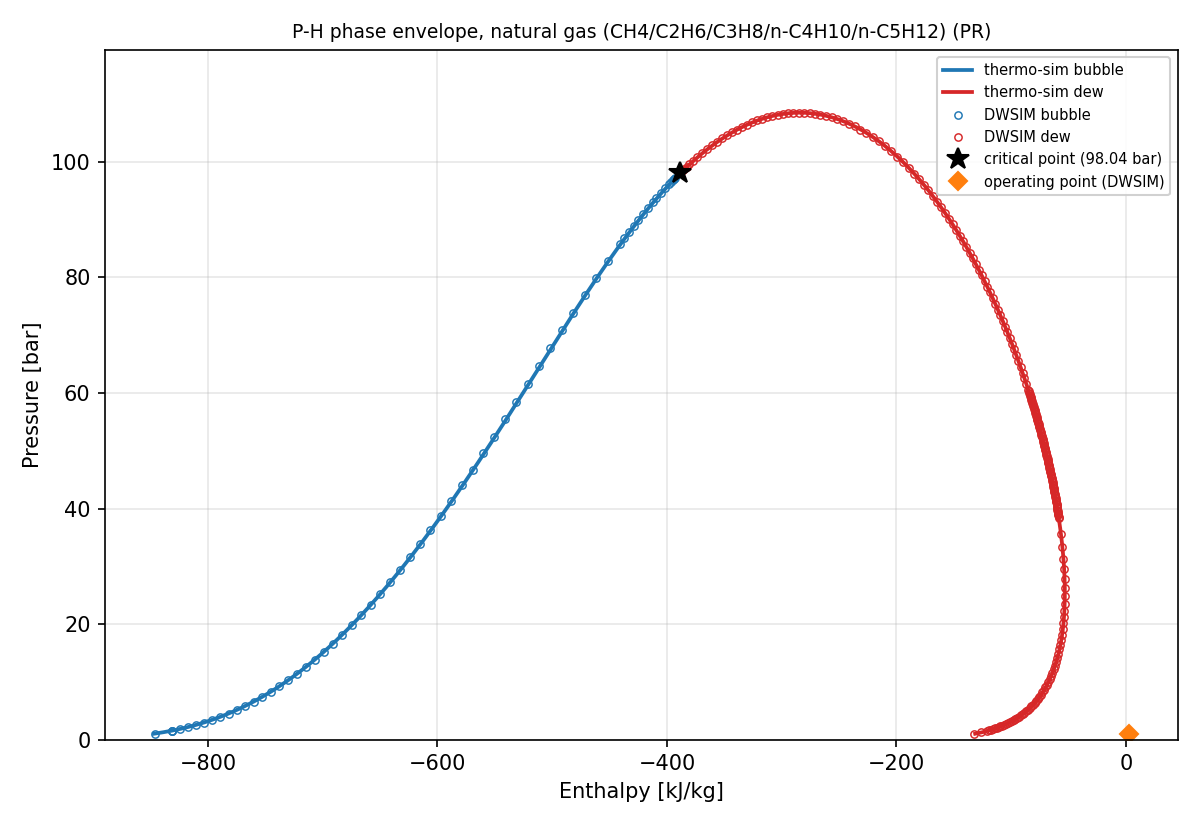 P-H phase envelope, natural gas (CH4/C2H6/C3H8/n-C4H10/n-C5H12) (PR)
thermo-sim bubble
thermo-sim dew
DWSIM bubble
DWSIM dew
critical point (98.04 bar)
operating point (DWSIM)
Pressure [bar]
100
80
60
40
20
0
−800 −600 −400 −200 0
Enthalpy [kJ/kg]